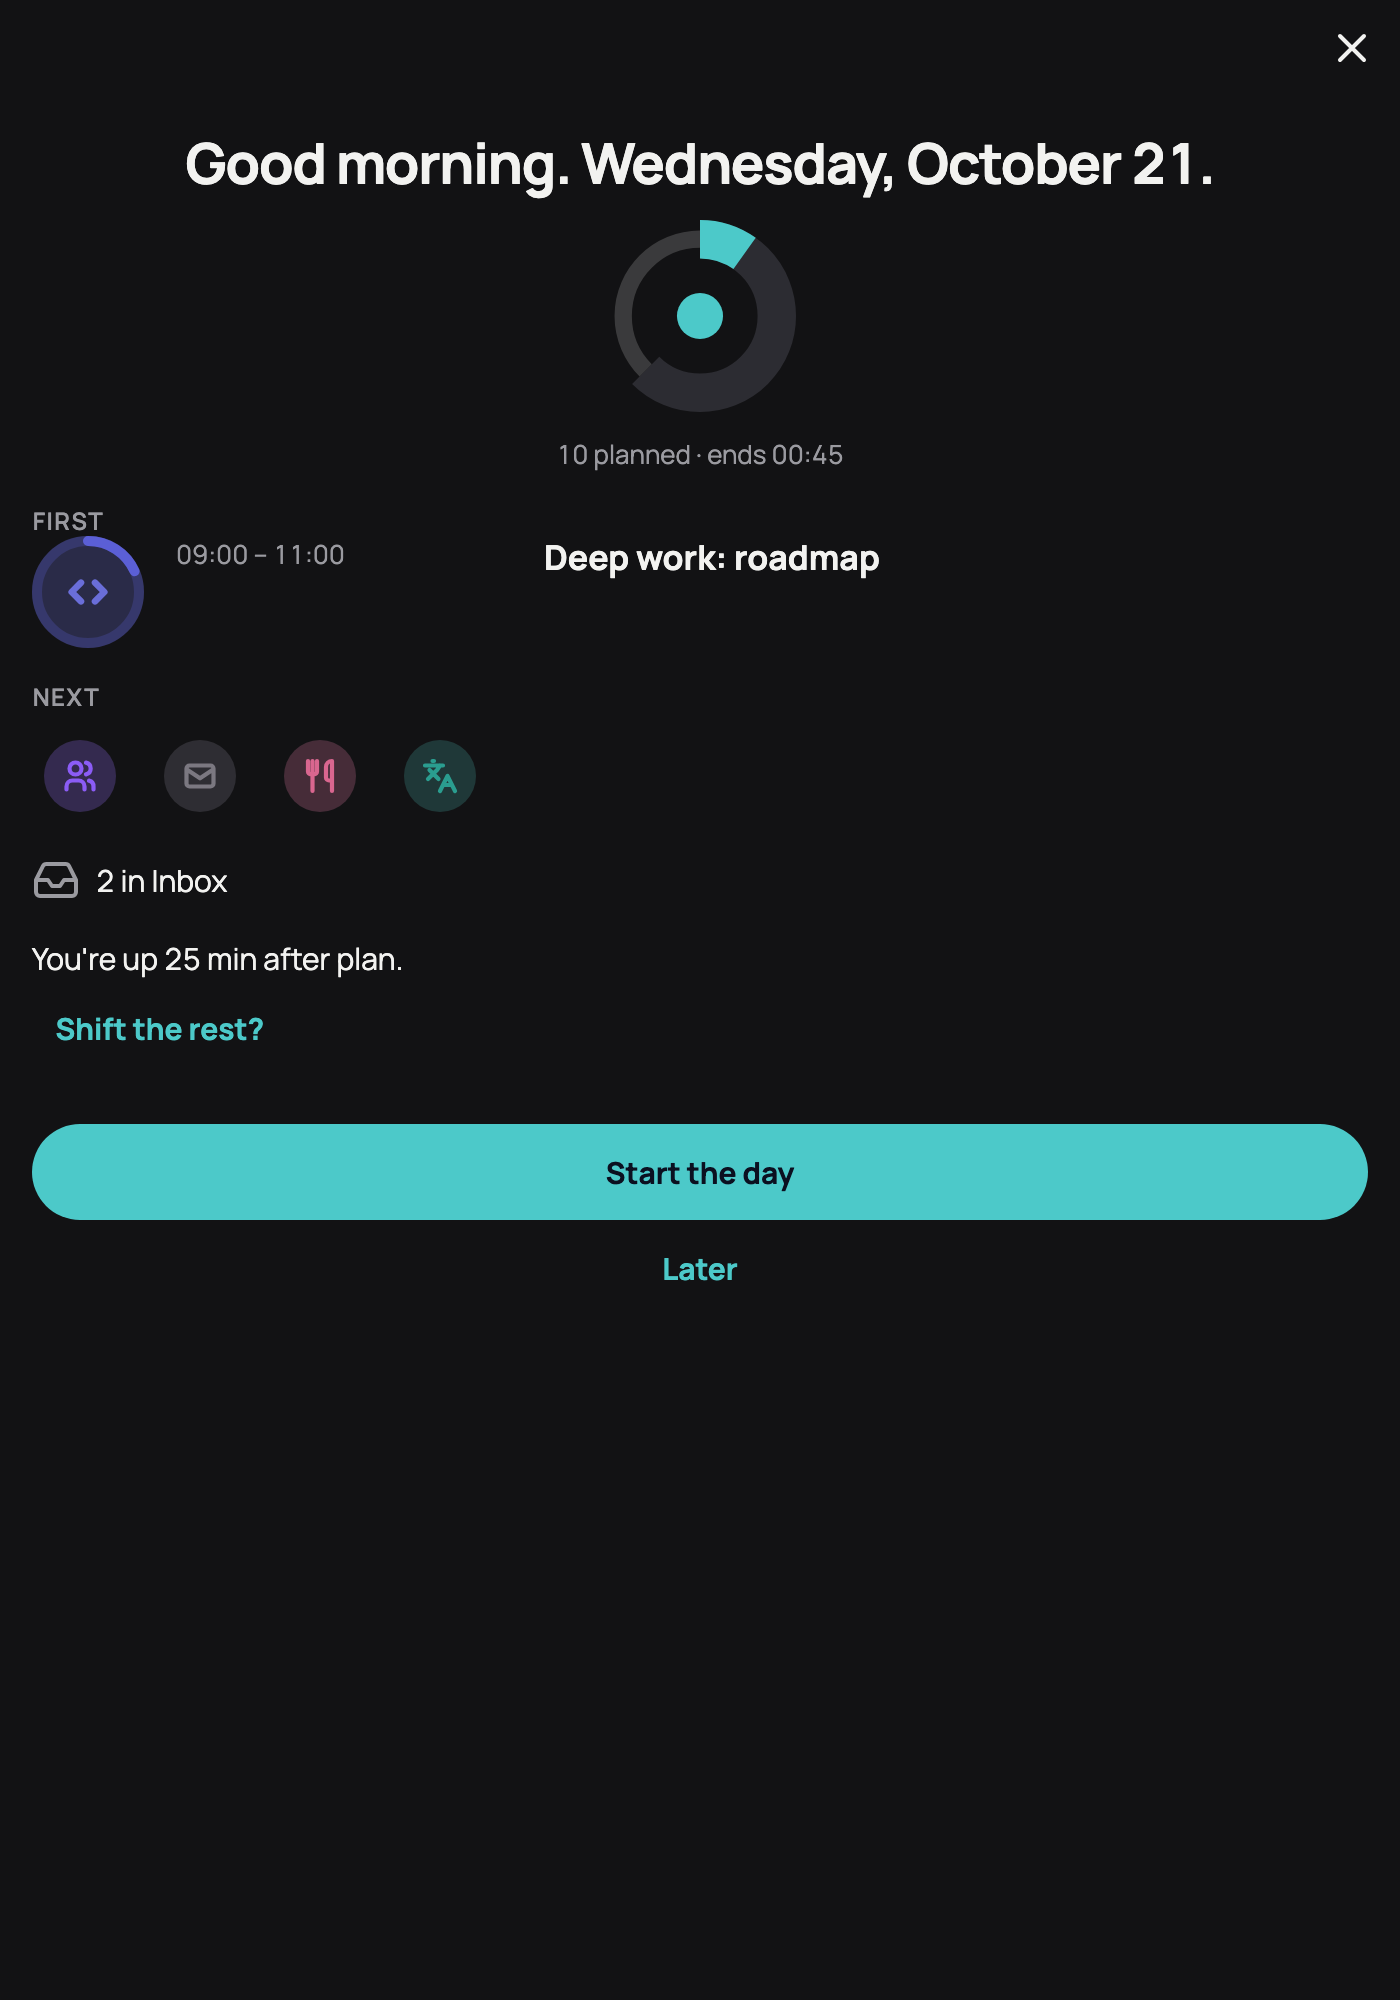 Good morning. Wednesday, October 21.
10 planned · ends 00:45
FIRST
09:00 – 11:00
Deep work: roadmap
NEXT
2 in Inbox
You're up 25 min after plan.
Shift the rest?
Start the day
Later